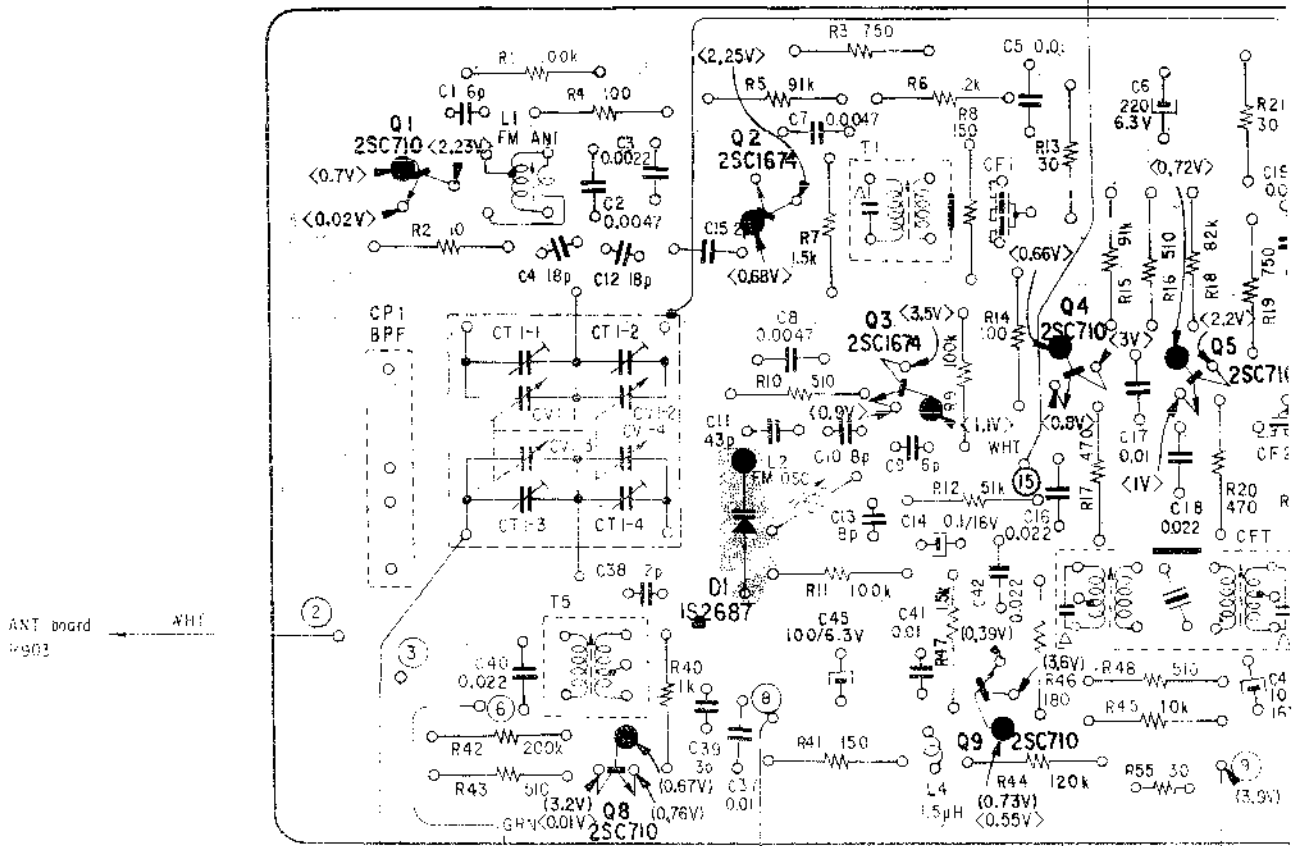 R3 750
<2,25V>
C5
R1
C1 6p
R4 100
R5 91k
R6
C6
220
6.3V
R21
30
Q1
2SC710
<2,23V>
L1
FM ANT
C3
0.0022
Q2
2SC1674
C7 0.0047
R8
150
R13
30
<0,72V>
<0.7V>
<0.02V>
C2
0.0047
T1
CF1
R2
C4 18p
C12 18p
C15
<0,68V>
R7
1.5k
<0,66V>
91k
R15
510
R16
82k
R18
750
R19
CP1
BPF
CT1-1
CT1-2
C8
0.0047
Q3
2SC1674
<3,5V>
R14
100
Q4
2SC710
<3V>
<2,2V>
Q5
100k
R9
R10 510
<0.9V>
<1,1V>
<0,8V>
WHT
C11
43p
L2
FM OSC
C10 8p
C9 6p
470
R17
C17
0.01
<1V>
15
R12 51k
C13
8p
C14
0.1/16V
C16
0.022
C18
0.022
R20
470
CFT
CT1-3
CT1-4
C38 2p
D1
1S2687
R11 100k
C42
0.022
C41
0.01
R47
ANT board
2
3
T5
C45
100/6.3V
(0,39V)
(3,6V)
R46
180
R48 510
R45 10k
C40
0.022
R40
1k
6
8
R42 200k
R43 510
C39
R41 150
Q9 2SC710
R44
120k
R55 30
9
(3,9V)
L4
1.5µH
(0,73V)
<0.55V>
(0,67V)
(0,76V)
(3.2V)
<0.01V>
GRN
Q8
2SC710